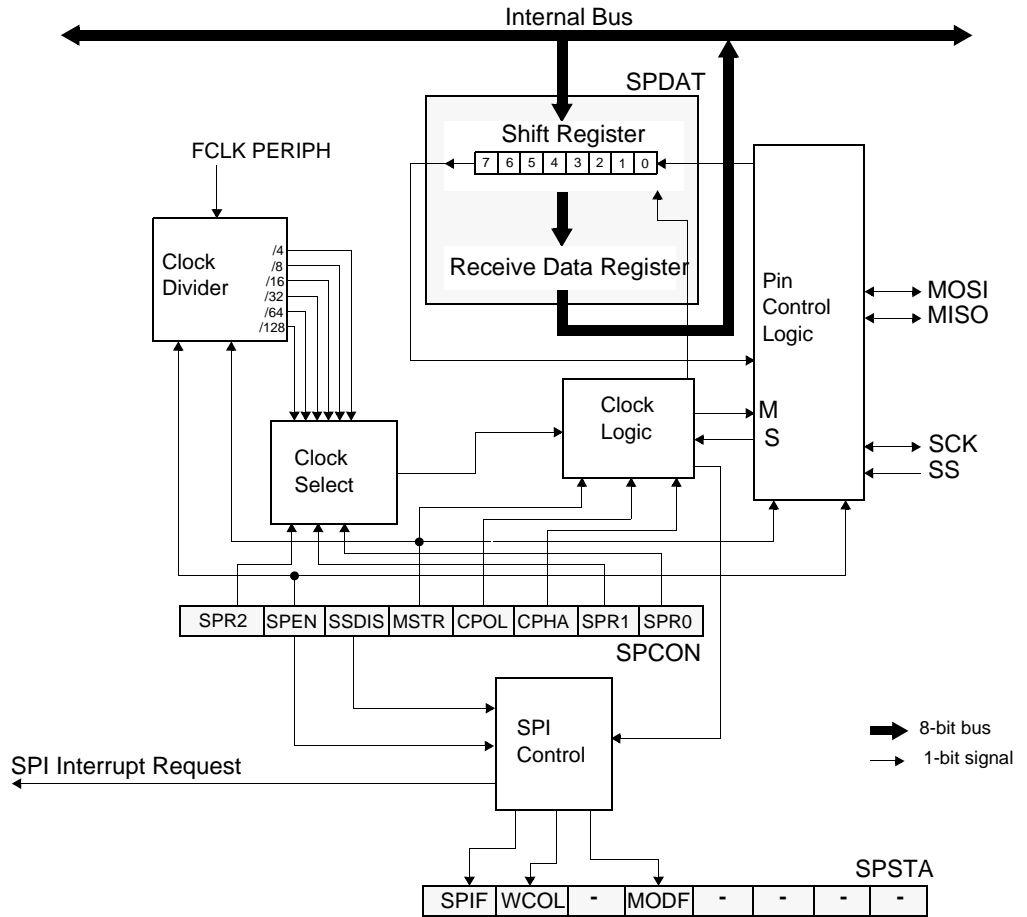 Internal Bus
SPDAT
Shift Register
7 6 5 4 3 2 1 0
FCLK PERIPH
Clock
Divider
/4
/8
/16
/32
/64
/128
Receive Data Register
Pin
Control
Logic
MOSI
MISO
Clock
Logic
M
S
SCK
SS
Clock
Select
SPR2 SPEN SSDIS MSTR CPOL CPHA SPR1 SPR0
SPCON
SPI
Control
8-bit bus
1-bit signal
SPI Interrupt Request
SPSTA
SPIF WCOL - MODF - - - -